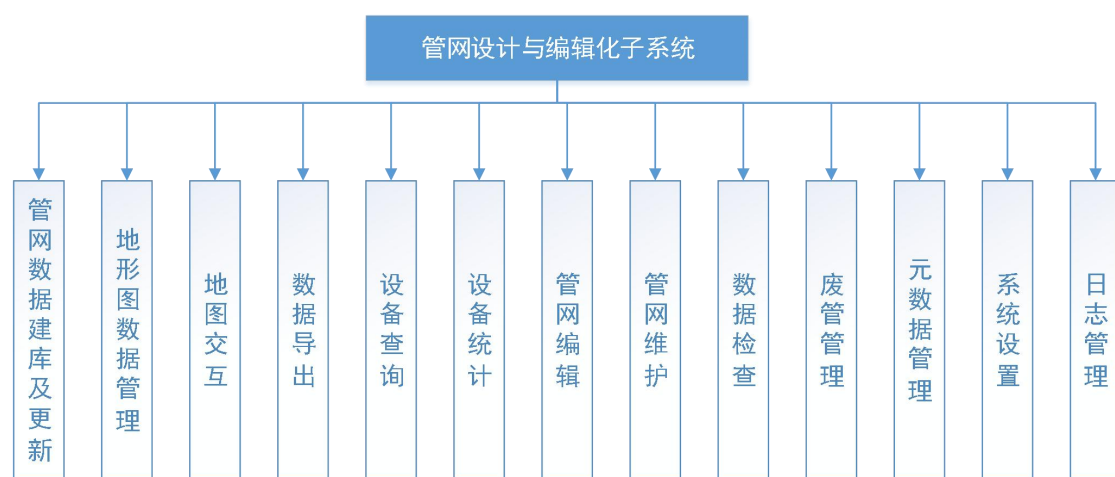 管网设计与编辑化子系统
管网数据建库及更新
地形图数据管理
地图交互
数据导出
设备查询
设备统计
管网编辑
管网维护
数据检查
废管管理
元数据管理
系统设置
日志管理